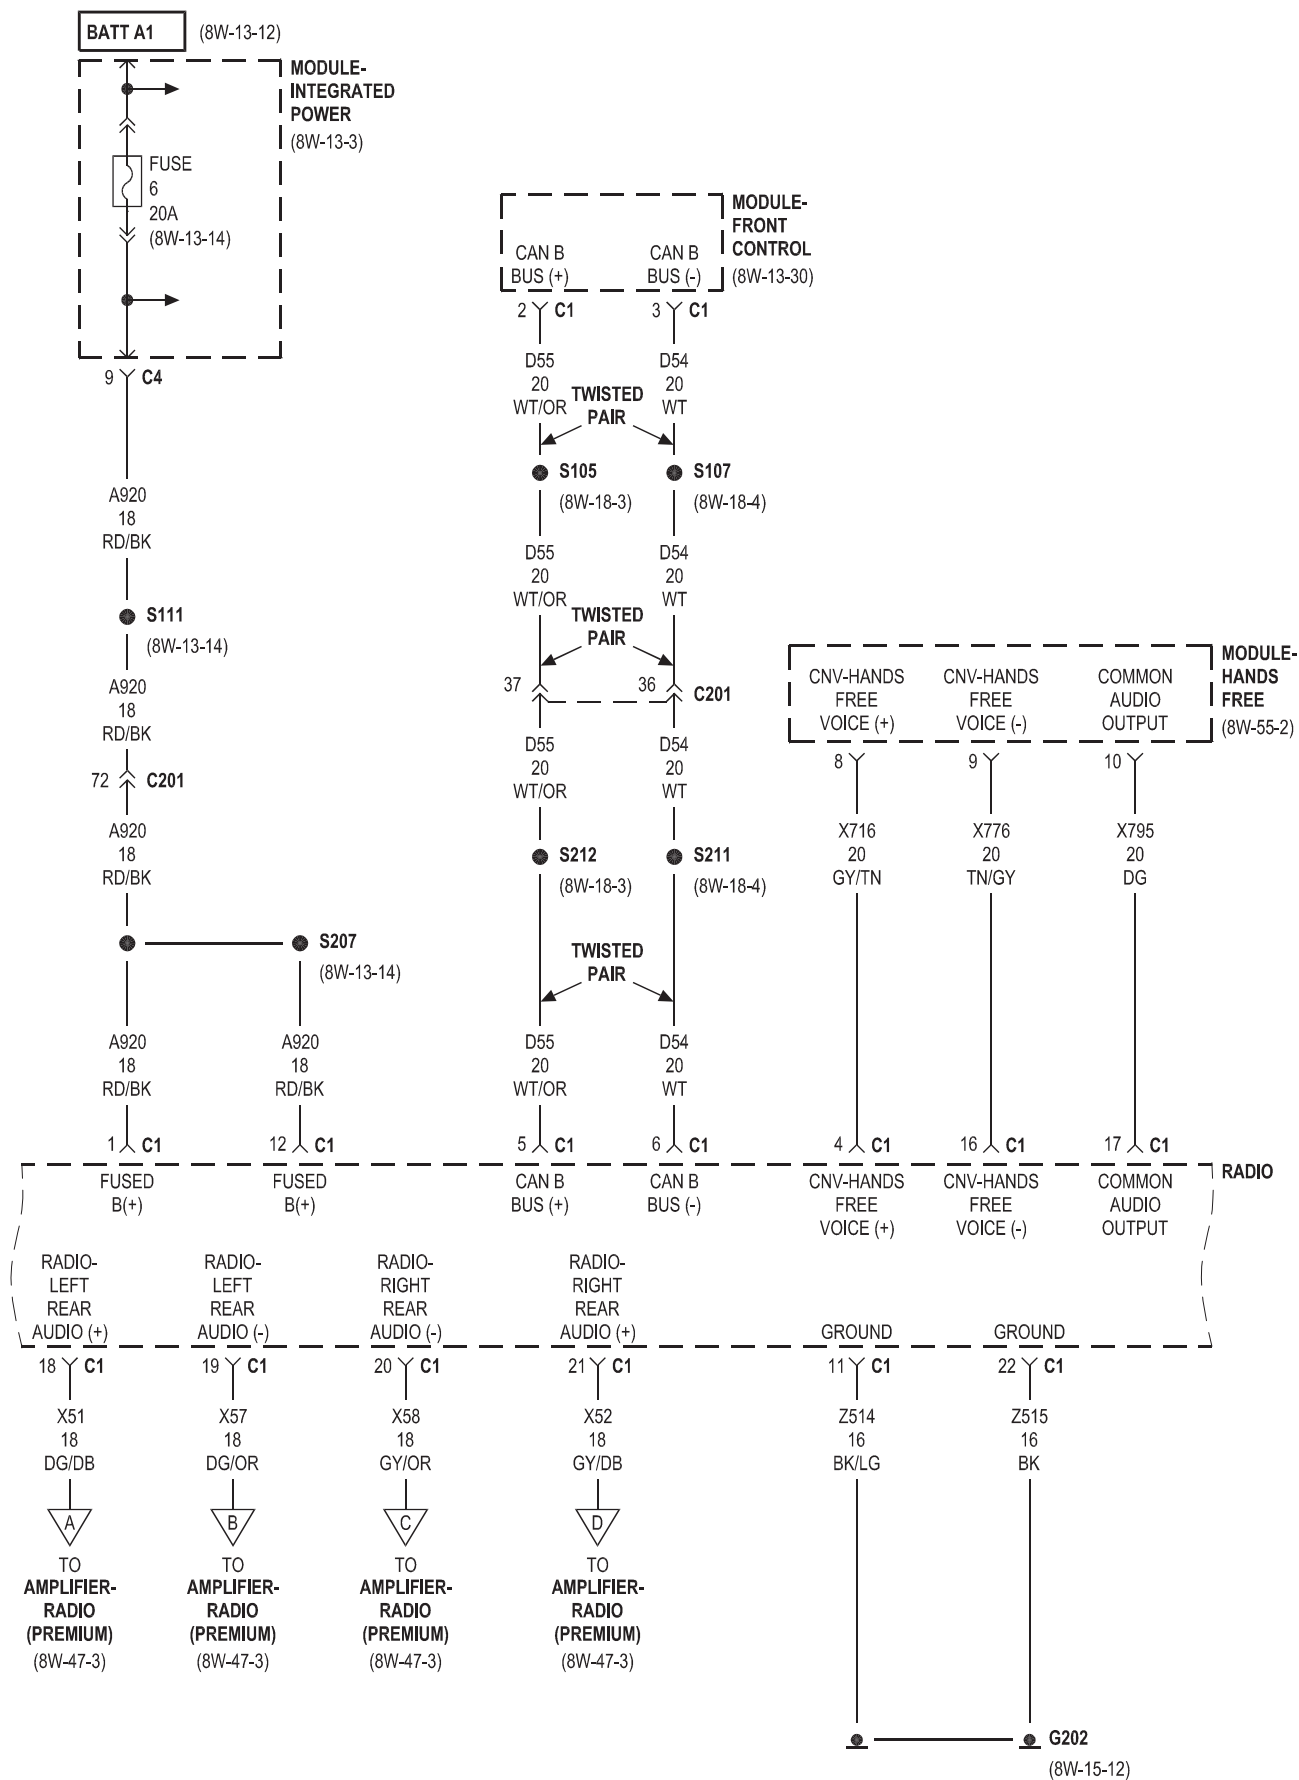 BATT A1 (8W-13-12)
MODULE-
INTEGRATED
POWER
(8W-13-3)
FUSE
6
20A
(8W-13-14)
9 C4
A920
18
RD/BK
S111
(8W-13-14)
A920
18
RD/BK
72 C201
A920
18
RD/BK
S207
(8W-13-14)
A920
18
RD/BK
A920
18
RD/BK
1 C1
12 C1
MODULE-
FRONT
CONTROL
(8W-13-30)
CAN B
BUS (+)
CAN B
BUS (-)
2 C1
3 C1
D55
20
WT/OR
D54
20
WT
TWISTED
PAIR
S105
(8W-18-3)
S107
(8W-18-4)
D55
20
WT/OR
D54
20
WT
TWISTED
PAIR
37
36 C201
D55
20
WT/OR
D54
20
WT
S212
(8W-18-3)
S211
(8W-18-4)
TWISTED
PAIR
D55
20
WT/OR
D54
20
WT
5 C1
6 C1
MODULE-
HANDS
FREE
(8W-55-2)
CNV-HANDS
FREE
VOICE (+)
CNV-HANDS
FREE
VOICE (-)
COMMON
AUDIO
OUTPUT
8
9
10
X716
20
GY/TN
X776
20
TN/GY
X795
20
DG
4 C1
16 C1
17 C1
RADIO
FUSED
B(+)
FUSED
B(+)
CAN B
BUS (+)
CAN B
BUS (-)
CNV-HANDS
FREE
VOICE (+)
CNV-HANDS
FREE
VOICE (-)
COMMON
AUDIO
OUTPUT
RADIO-
LEFT
REAR
AUDIO (+)
RADIO-
LEFT
REAR
AUDIO (-)
RADIO-
RIGHT
REAR
AUDIO (-)
RADIO-
RIGHT
REAR
AUDIO (+)
GROUND
GROUND
18 C1
19 C1
20 C1
21 C1
11 C1
22 C1
X51
18
DG/DB
X57
18
DG/OR
X58
18
GY/OR
X52
18
GY/DB
Z514
16
BK/LG
Z515
16
BK
A
B
C
D
TO
AMPLIFIER-
RADIO
(PREMIUM)
(8W-47-3)
TO
AMPLIFIER-
RADIO
(PREMIUM)
(8W-47-3)
TO
AMPLIFIER-
RADIO
(PREMIUM)
(8W-47-3)
TO
AMPLIFIER-
RADIO
(PREMIUM)
(8W-47-3)
G202
(8W-15-12)